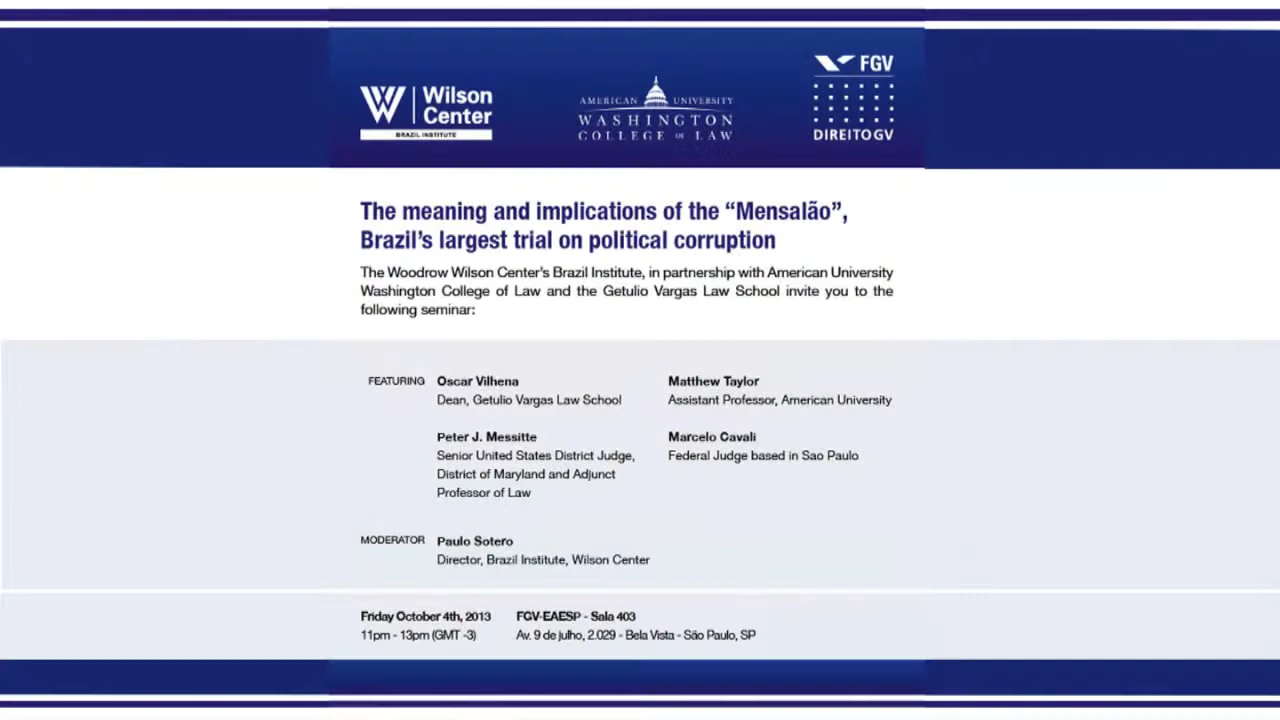 Wilson
Center
BRAZIL INSTITUTE
AMERICAN UNIVERSITY
WASHINGTON
COLLEGE of LAW
FGV
DIREITO GV
The meaning and implications of the “Mensalão”,
Brazil’s largest trial on political corruption
The Woodrow Wilson Center’s Brazil Institute, in partnership with American University
Washington College of Law and the Getulio Vargas Law School invite you to the
following seminar:
FEATURING
Oscar Vilhena
Dean, Getulio Vargas Law School
Matthew Taylor
Assistant Professor, American University
Peter J. Messitte
Senior United States District Judge,
District of Maryland and Adjunct
Professor of Law
Marcelo Cavali
Federal Judge based in Sao Paulo
MODERATOR
Paulo Sotero
Director, Brazil Institute, Wilson Center
Friday October 4th, 2013
11pm - 13pm (GMT -3)
FGV-EAESP - Sala 403
Av. 9 de julho, 2.029 - Bela Vista - São Paulo, SP